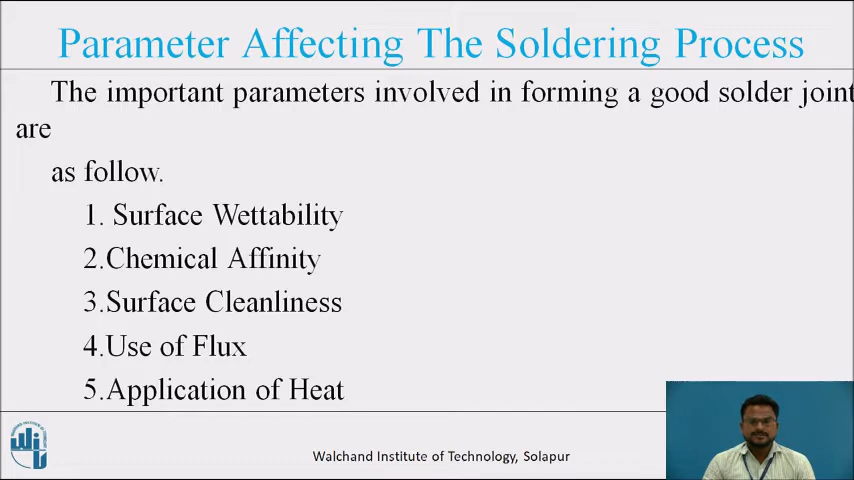 Parameter Affecting The Soldering Process
The important parameters involved in forming a good solder joint
are
as follow.
1. Surface Wettability
2.Chemical Affinity
3.Surface Cleanliness
4.Use of Flux
5.Application of Heat
Walchand Institute of Technology, Solapur